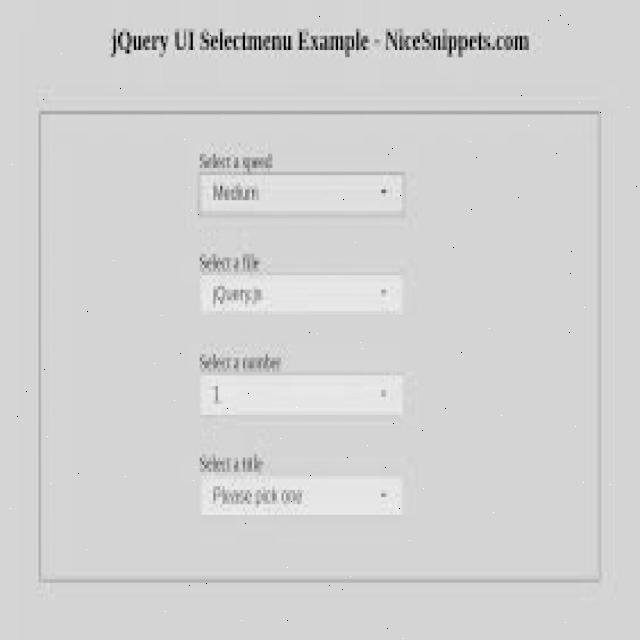 jQuery UI Selectmenu Example - NiceSnippets.com
Select a speed
Medium
Select a file
jQuery.js
Select a number
1
Select a title
Please pick one